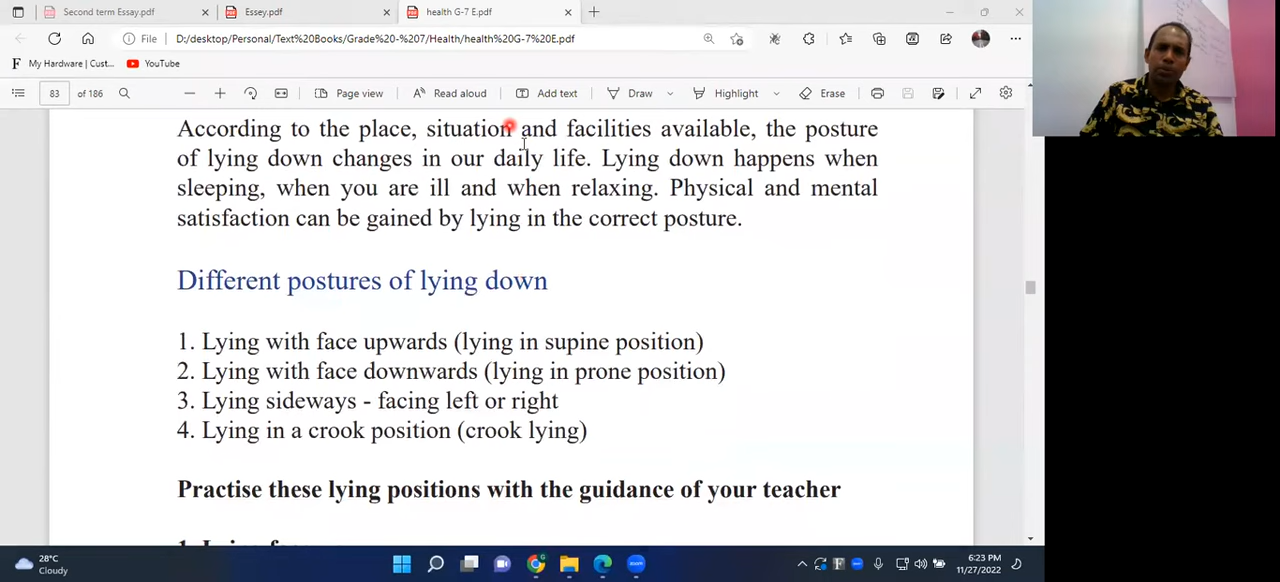 Second term Essay.pdf
Essey.pdf
health G-7 E.pdf
File
D:/desktop/Personal/Text%20Books/Grade%20-%207/Health/health%20G-7%20E.pdf
My Hardware | Cust...
YouTube
83 of 186
Page view
Read aloud
Add text
Draw
Highlight
Erase
According to the place, situation and facilities available, the posture
of lying down changes in our daily life. Lying down happens when
sleeping, when you are ill and when relaxing. Physical and mental
satisfaction can be gained by lying in the correct posture.
Different postures of lying down
1. Lying with face upwards (lying in supine position)
2. Lying with face downwards (lying in prone position)
3. Lying sideways - facing left or right
4. Lying in a crook position (crook lying)
Practise these lying positions with the guidance of your teacher
28°C
Cloudy
6:23 PM
11/27/2022